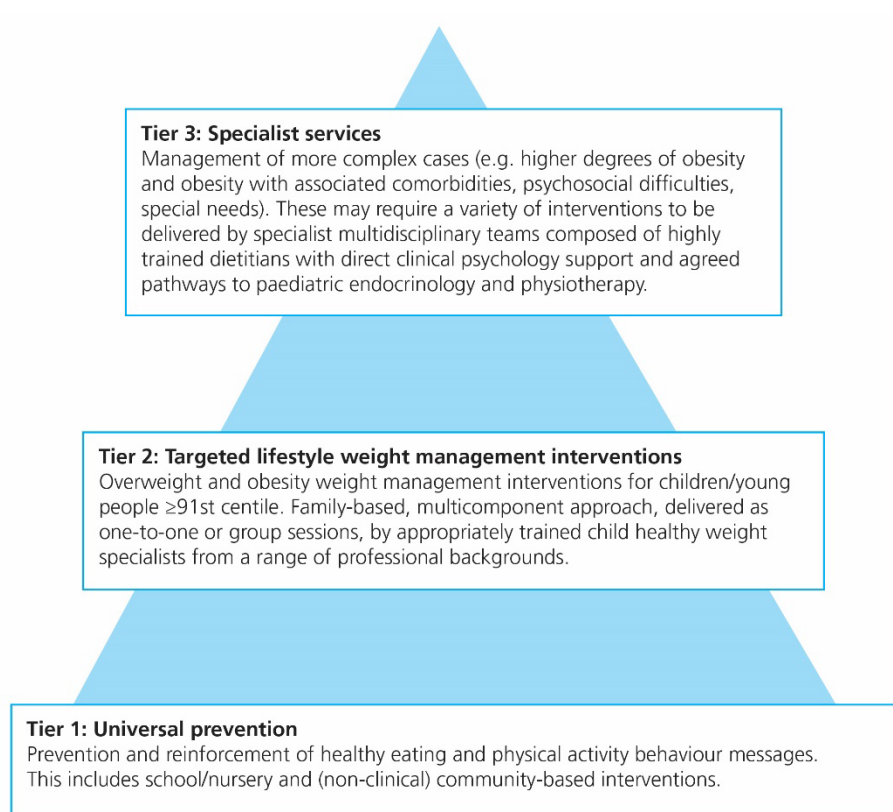 Tier 3: Specialist services
Management of more complex cases (e.g. higher degrees of obesity
and obesity with associated comorbidities, psychosocial difficulties,
special needs). These may require a variety of interventions to be
delivered by specialist multidisciplinary teams composed of highly
trained dietitians with direct clinical psychology support and agreed
pathways to paediatric endocrinology and physiotherapy.
Tier 2: Targeted lifestyle weight management interventions
Overweight and obesity weight management interventions for children/young
people ≥91st centile. Family-based, multicomponent approach, delivered as
one-to-one or group sessions, by appropriately trained child healthy weight
specialists from a range of professional backgrounds.
Tier 1: Universal prevention
Prevention and reinforcement of healthy eating and physical activity behaviour messages.
This includes school/nursery and (non-clinical) community-based interventions.